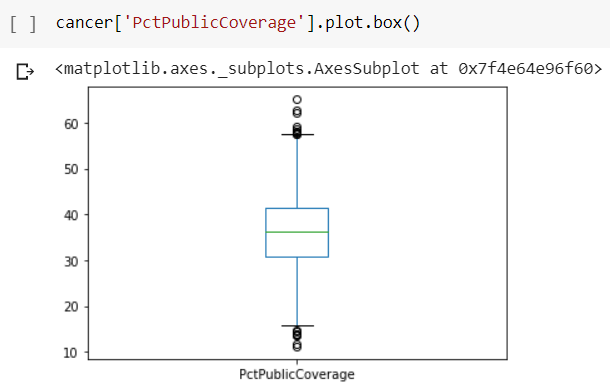 [ ] cancer['PctPublicCoverage'].plot.box()
<matplotlib.axes._subplots.AxesSubplot at 0x7f4e64e96f60>
60
50
40
30
20
10
PctPublicCoverage